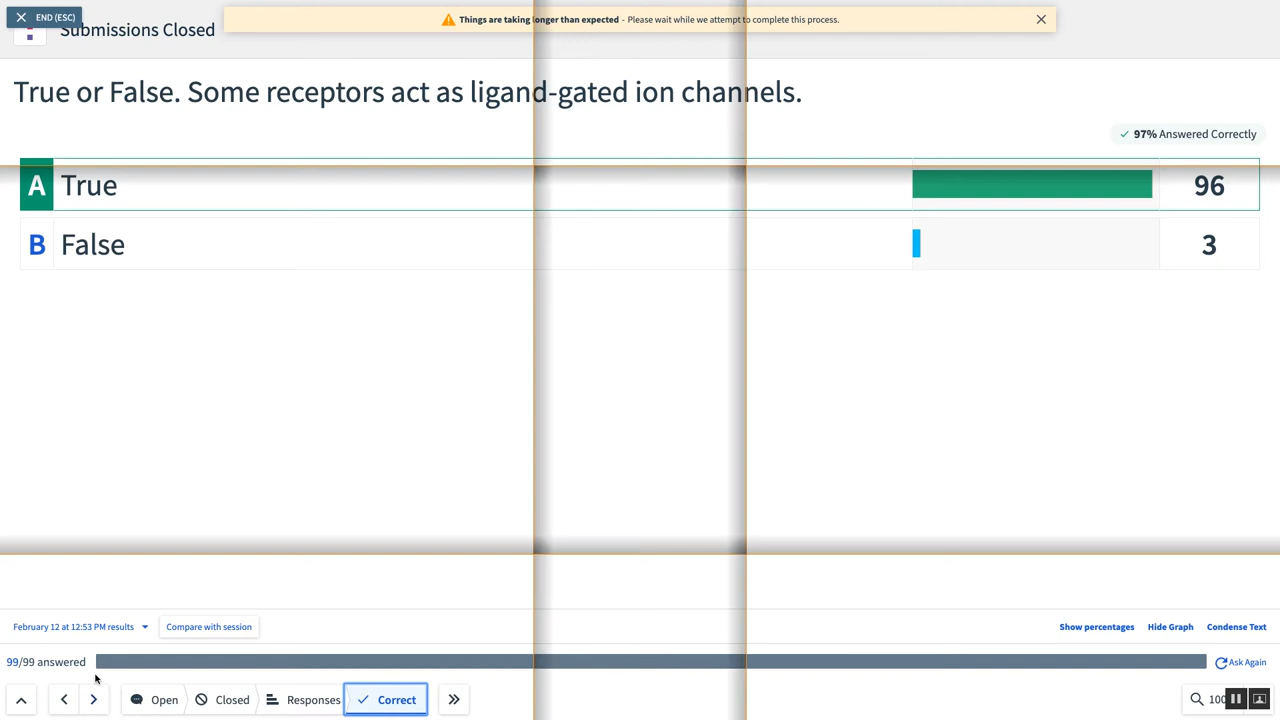 END (ESC)
Things are taking longer than expected - Please wait while we attempt to complete this process.
Submissions Closed
True or False. Some receptors act as ligand-gated ion channels.
97% Answered Correctly
A True 96
B False 3
February 12 at 12:53 PM results
Compare with session
Show percentages
Hide Graph
Condense Text
99/99 answered
Ask Again
Open
Closed
Responses
Correct